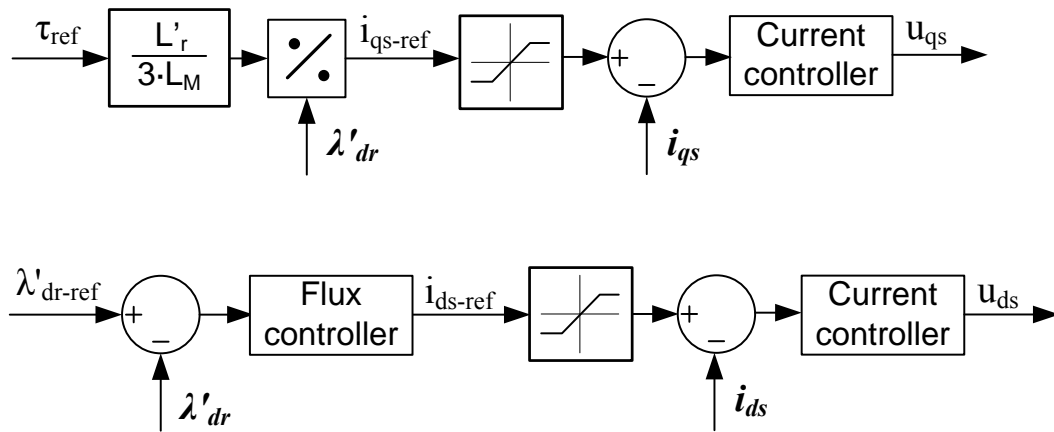 τref
L'r
3·LM
iqs-ref
λ'dr
+
−
iqs
Current
controller
uqs
λ'dr-ref
+
−
λ'dr
Flux
controller
ids-ref
+
−
ids
Current
controller
uds